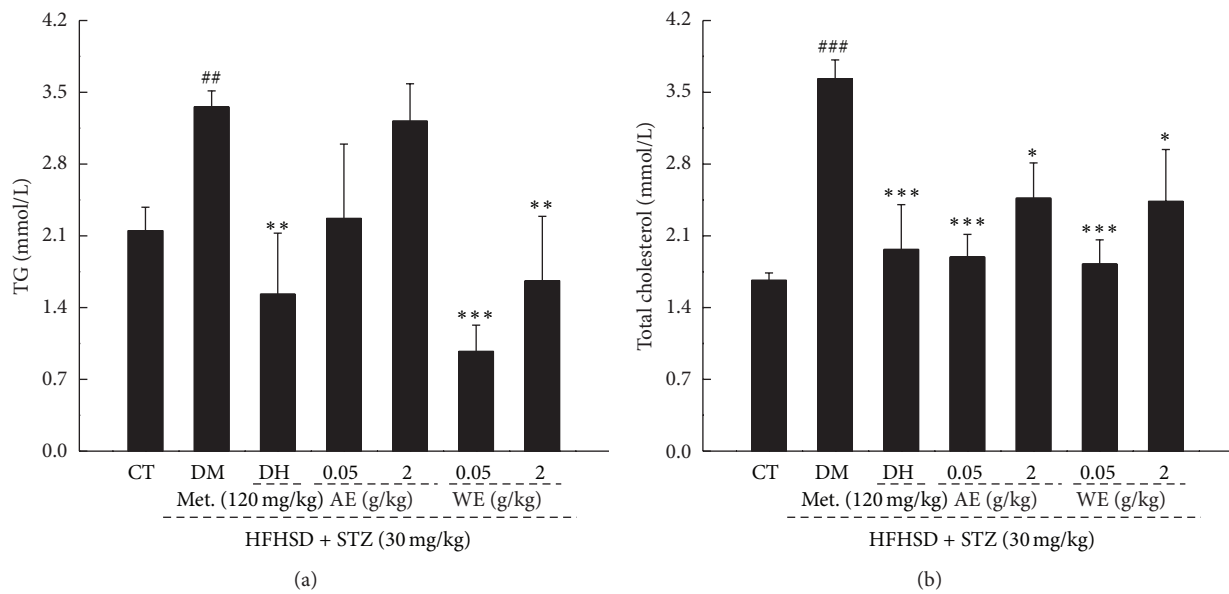 4.2
3.5
2.8
2.1
1.4
0.7
0.0
TG (mmol/L)
##
**
***
**
CT DM DH 0.05 2 0.05 2
Met. (120 mg/kg) AE (g/kg) WE (g/kg)
HFHSD + STZ (30 mg/kg)
(a)
4.2
3.5
2.8
2.1
1.4
0.7
0.0
Total cholesterol (mmol/L)
###
***
***
*
***
*
CT DM DH 0.05 2 0.05 2
Met. (120 mg/kg) AE (g/kg) WE (g/kg)
HFHSD + STZ (30 mg/kg)
(b)